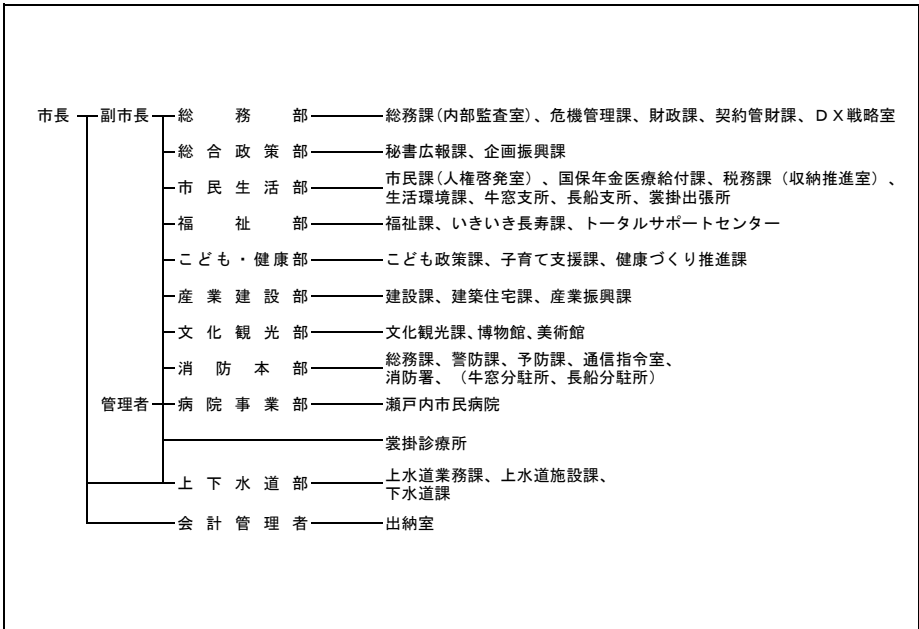 市長 副市長 総務部 総務課(内部監査室)、危機管理課、財政課、契約管財課、DX戦略室
総合政策部 秘書広報課、企画振興課
市民生活部 市民課(人権啓発室)、国保年金医療給付課、税務課(収納推進室)、
生活環境課、牛窓支所、長船支所、裳掛出張所
福祉部 福祉課、いきいき長寿課、トータルサポートセンター
こども・健康部 こども政策課、子育て支援課、健康づくり推進課
産業建設部 建設課、建築住宅課、産業振興課
文化観光部 文化観光課、博物館、美術館
消防本部 総務課、警防課、予防課、通信指令室、
消防署、(牛窓分駐所、長船分駐所)
管理者 病院事業部 瀬戸内市民病院
裳掛診療所
上下水道部 上水道業務課、上水道施設課、
下水道課
会計管理者 出納室